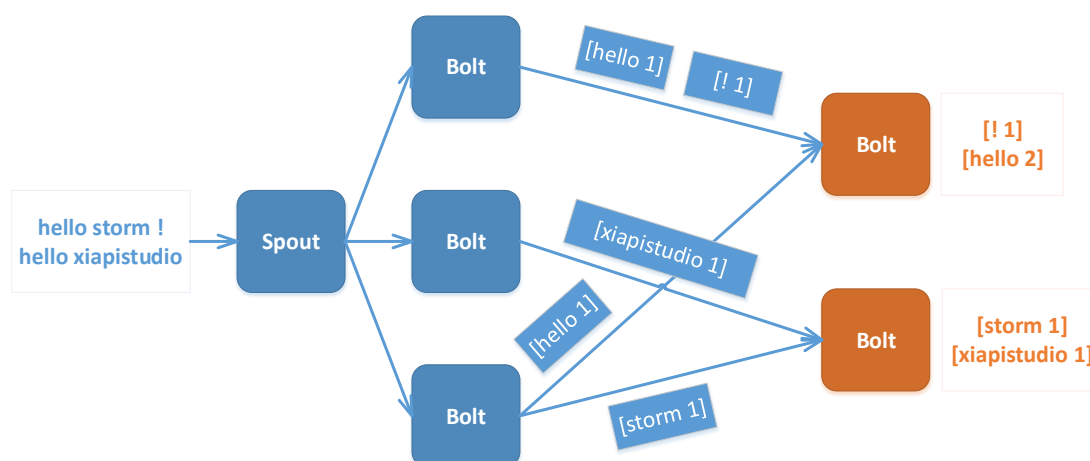 hello storm !
hello xiapistudio
Spout
Bolt
Bolt
Bolt
[hello 1]
[! 1]
[xiapistudio 1]
[hello 1]
[storm 1]
Bolt
[! 1]
[hello 2]
Bolt
[storm 1]
[xiapistudio 1]